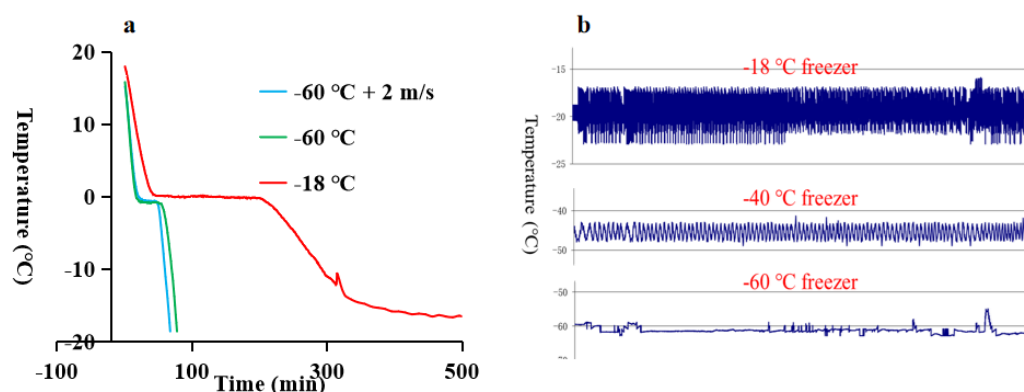 a
20
10
0
-10
-20
-100
100
300
500
Temperature (°C)
Time (min)
-60 °C + 2 m/s
-60 °C
-18 °C
b
Temperature (°C)
-18 °C freezer
-15
-20
-25
-40 °C freezer
-40
-50
-60 °C freezer
-50
-60